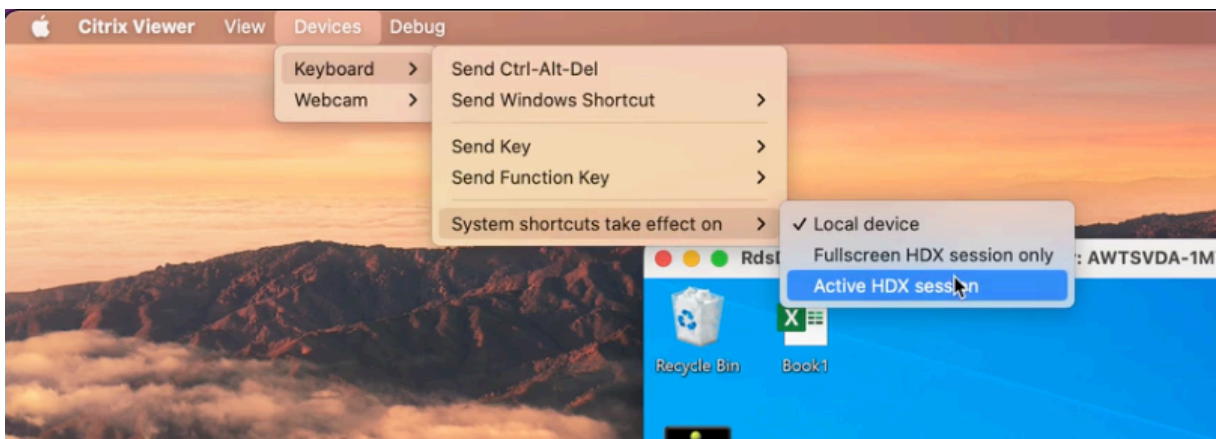 Citrix Viewer View Devices Debug
Keyboard
Webcam
Send Ctrl-Alt-Del
Send Windows Shortcut
Send Key
Send Function Key
System shortcuts take effect on
✓ Local device
Fullscreen HDX session only
Active HDX session
: AWTSVDA-1M
Recycle Bin
Book1